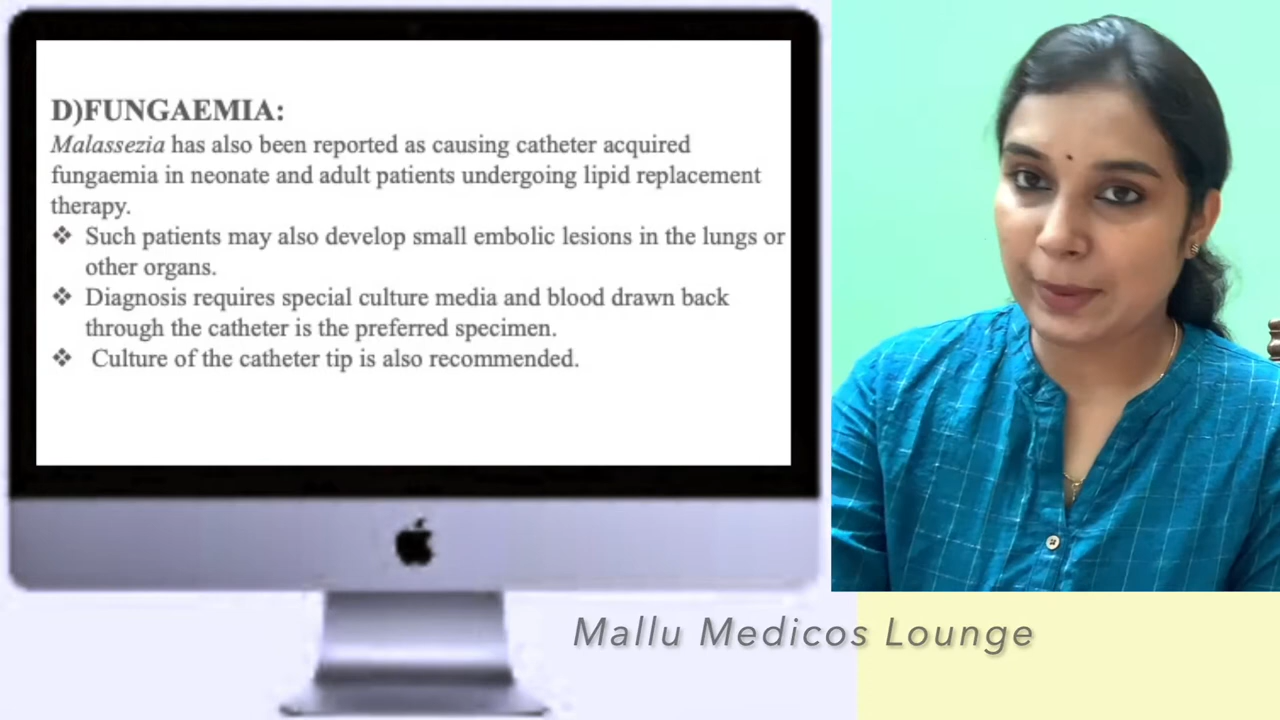 D)FUNGAEMIA:
Malassezia has also been reported as causing catheter acquired
fungaemia in neonate and adult patients undergoing lipid replacement
therapy.
❖ Such patients may also develop small embolic lesions in the lungs or
other organs.
❖ Diagnosis requires special culture media and blood drawn back
through the catheter is the preferred specimen.
❖ Culture of the catheter tip is also recommended.
Mallu Medicos Lounge